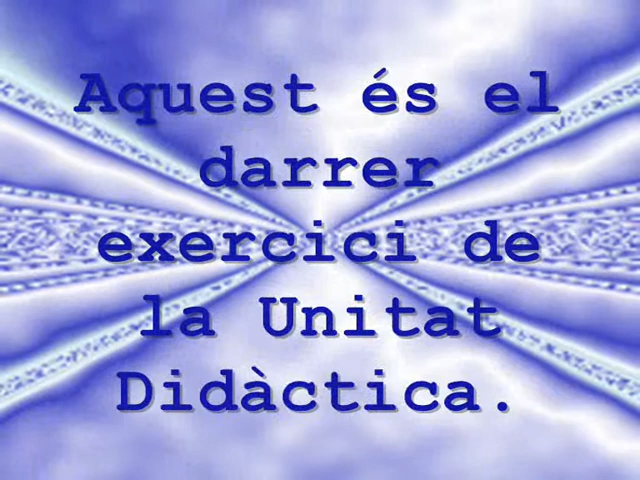 Aquest és el
darrer
exercici de
la Unitat
Didàctica.